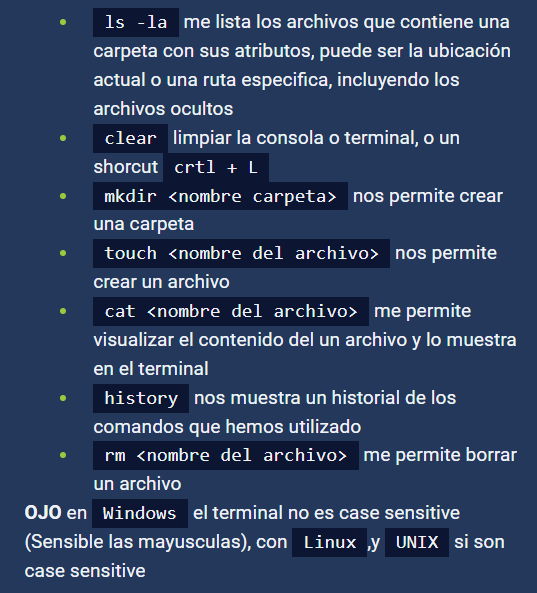 ls -la me lista los archivos que contiene una
carpeta con sus atributos, puede ser la ubicación
actual o una ruta especifica, incluyendo los
archivos ocultos
clear limpiar la consola o terminal, o un
shorcut crtl + L
mkdir <nombre carpeta> nos permite crear
una carpeta
touch <nombre del archivo> nos permite
crear un archivo
cat <nombre del archivo> me permite
visualizar el contenido del un archivo y lo muestra
en el terminal
history nos muestra un historial de los
comandos que hemos utilizado
rm <nombre del archivo> me permite borrar
un archivo
OJO en Windows el terminal no es case sensitive
(Sensible las mayusculas), con Linux ,y UNIX si son
case sensitive